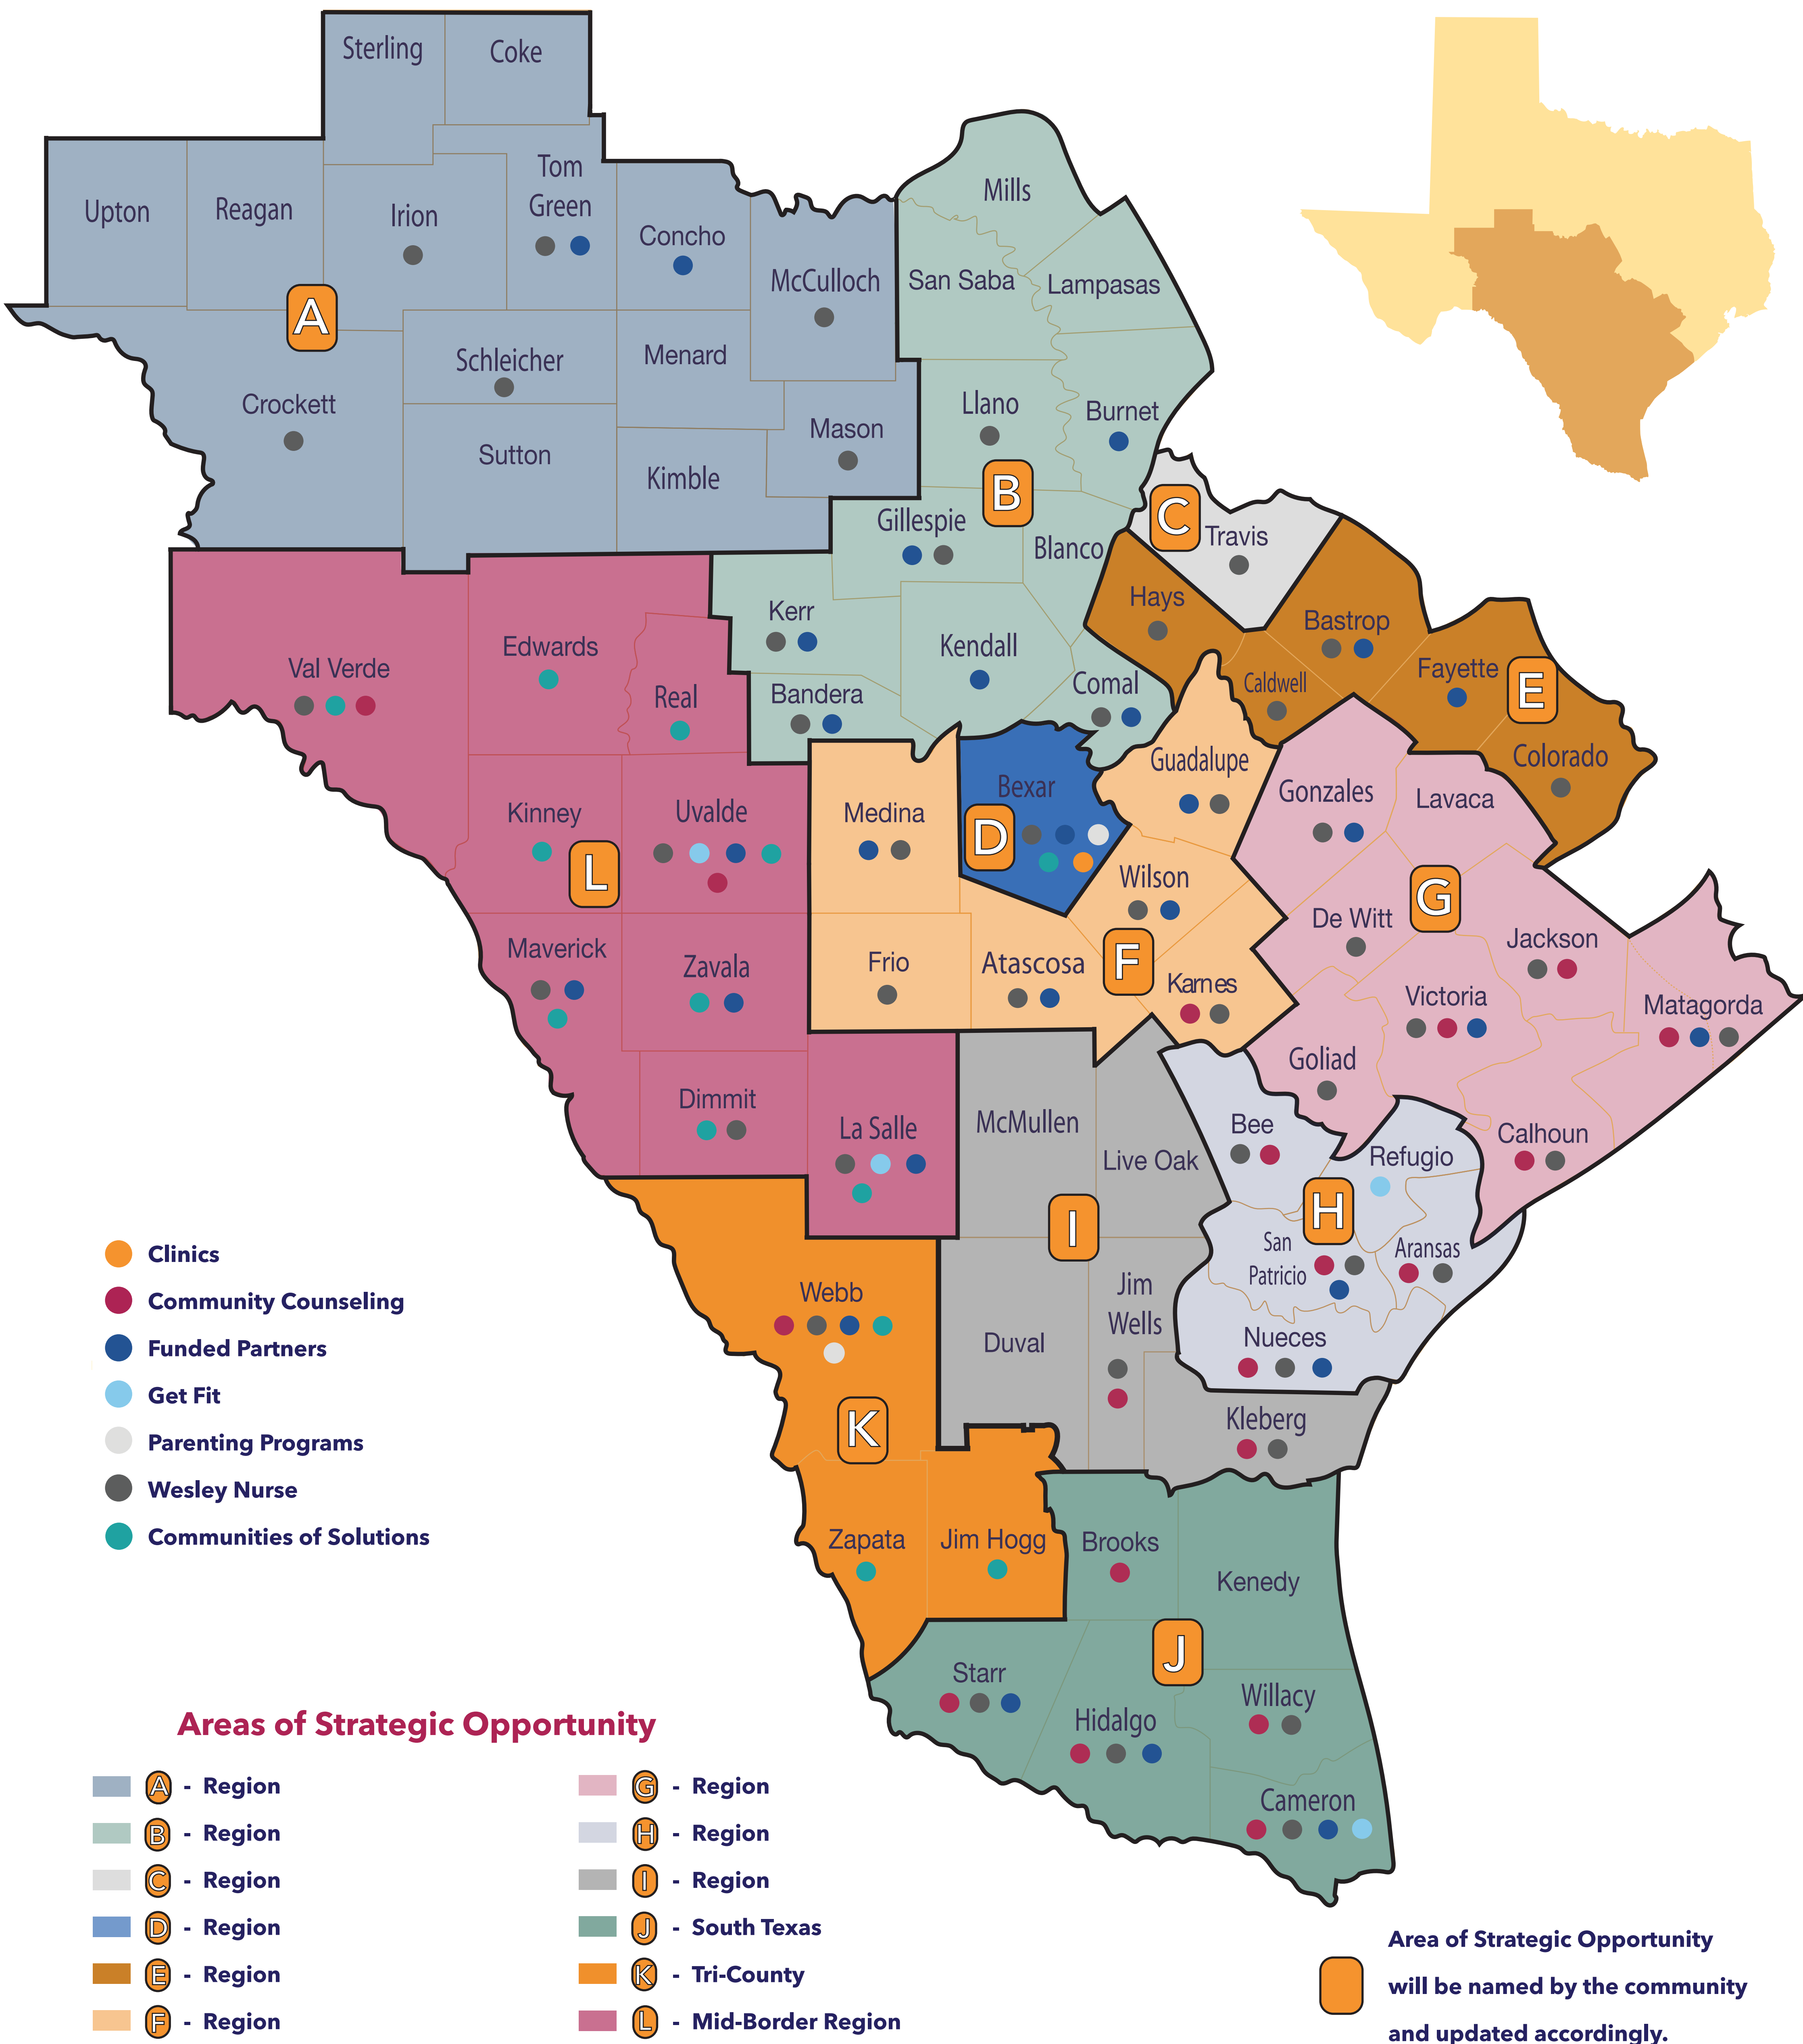 Sterling
Coke
Upton
Reagan
Irion
Tom
Green
Concho
McCulloch
A
Crockett
Schleicher
Menard
Sutton
Kimble
Mason
Mills
San Saba
Lampasas
Llano
Burnet
B
Gillespie
Blanco
Kerr
Kendall
Bandera
Comal
C
Travis
Hays
Bastrop
Caldwell
Fayette
E
Colorado
Val Verde
Edwards
Real
Kinney
Uvalde
L
Maverick
Zavala
Dimmit
La Salle
Medina
Bexar
D
Guadalupe
Wilson
Frio
Atascosa
F
Karnes
Gonzales
Lavaca
De Witt
G
Jackson
Victoria
Matagorda
Goliad
Calhoun
McMullen
Live Oak
I
Duval
Jim
Wells
Kleberg
Bee
Refugio
H
San
Patricio
Aransas
Nueces
Webb
K
Zapata
Jim Hogg
Brooks
Kenedy
J
Starr
Hidalgo
Willacy
Cameron
Clinics
Community Counseling
Funded Partners
Get Fit
Parenting Programs
Wesley Nurse
Communities of Solutions
Areas of Strategic Opportunity
A - Region
B - Region
C - Region
D - Region
E - Region
F - Region
G - Region
H - Region
I - Region
J - South Texas
K - Tri-County
L - Mid-Border Region
Area of Strategic Opportunity
will be named by the community
and updated accordingly.